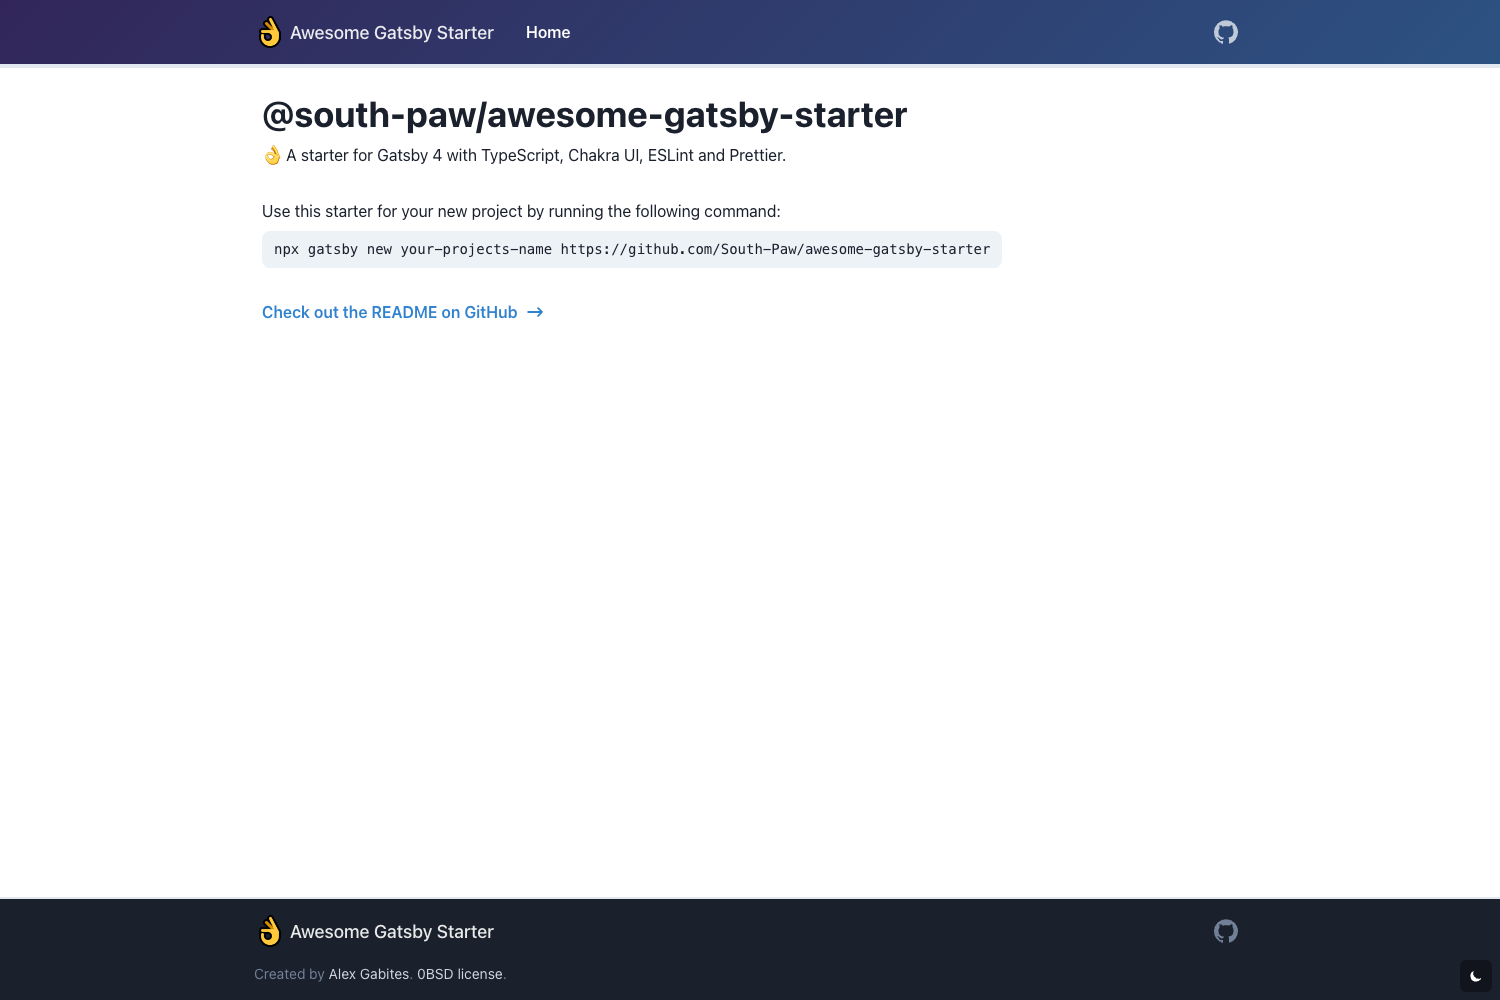 Awesome Gatsby Starter Home
@south-paw/awesome-gatsby-starter
👌 A starter for Gatsby 4 with TypeScript, Chakra UI, ESLint and Prettier.
Use this starter for your new project by running the following command:
npx gatsby new your-projects-name https://github.com/South-Paw/awesome-gatsby-starter
Check out the README on GitHub →
Awesome Gatsby Starter
Created by Alex Gabites. 0BSD license.